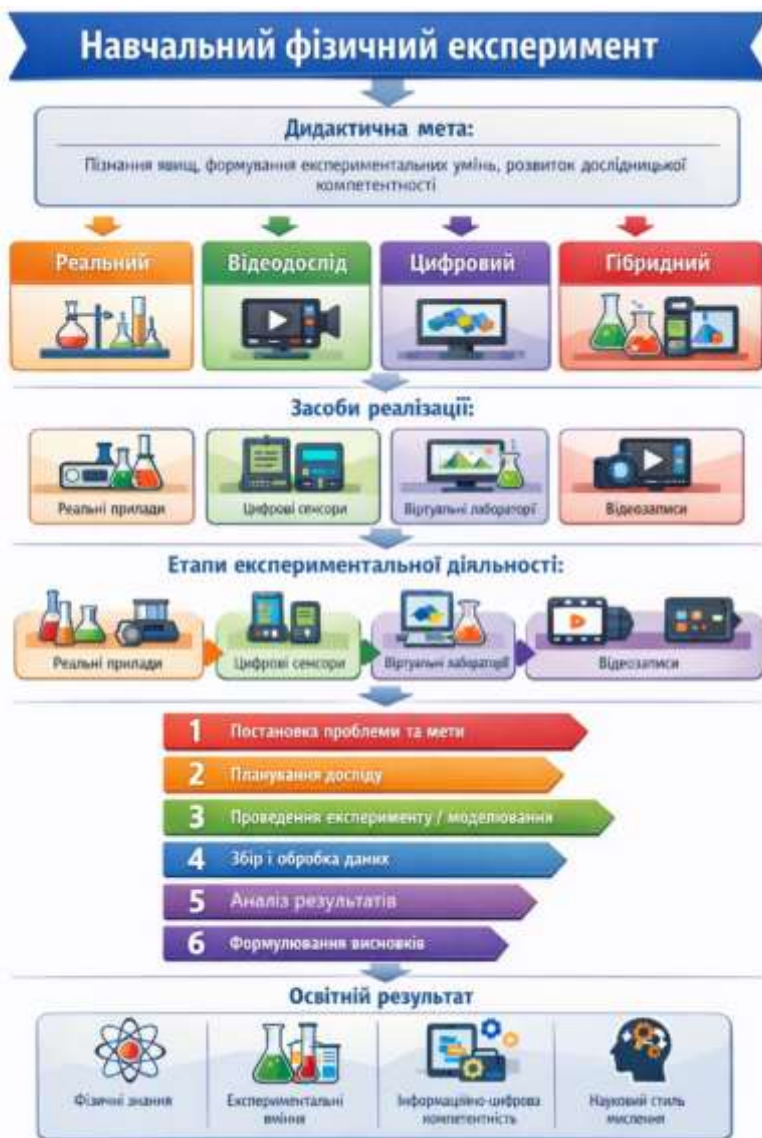 Навчальний фізичний експеримент
Дидактична мета:
Пізнання явищ, формування експериментальних умінь, розвиток дослідницької
компетентності
Реальний
Відеодослід
Цифровий
Гібридний
Засоби реалізації:
Реальні прилади
Цифрові сенсори
Віртуальні лабораторії
Відеозаписи
Етапи експериментальної діяльності:
Реальні прилади
Цифрові сенсори
Віртуальні лабораторії
Відеозаписи
1 Постановка проблеми та мети
2 Планування досліду
3 Проведення експерименту / моделювання
4 Збір і обробка даних
5 Аналіз результатів
6 Формулювання висновків
Освітній результат
Фізичні знання
Експериментальні
вміння
Інформаційно-цифрова
компетентність
Науковий стиль
мислення